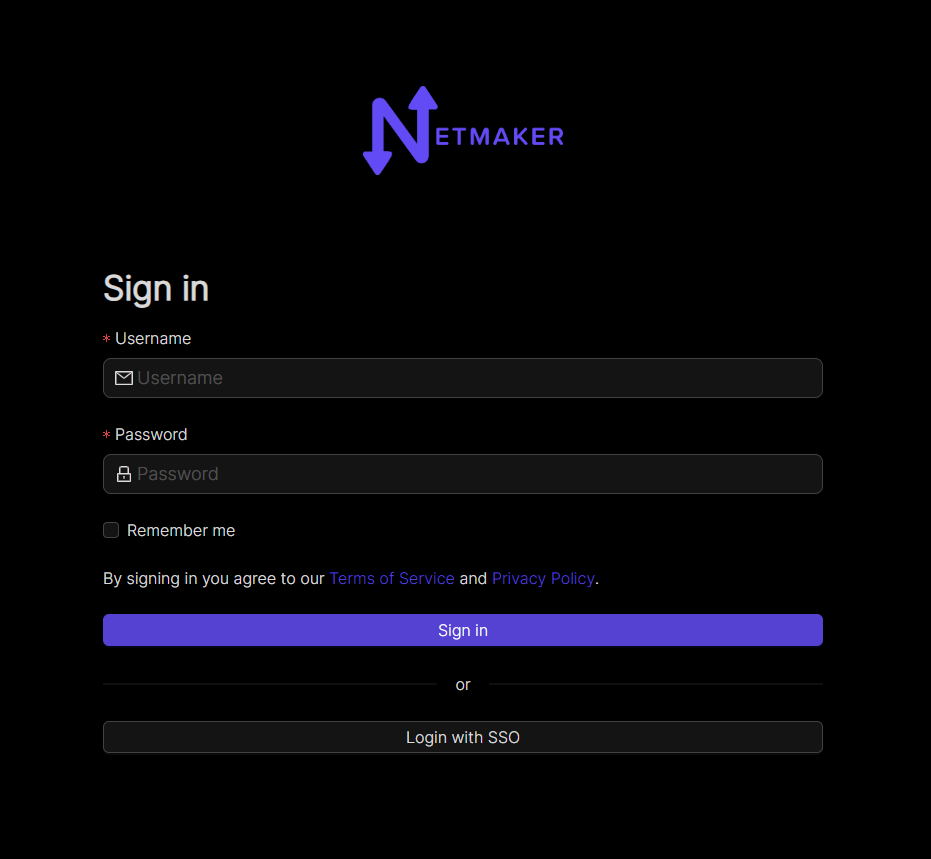 NETMAKER
Sign in
* Username
Username
* Password
Password
Remember me
By signing in you agree to our Terms of Service and Privacy Policy.
Sign in
or
Login with SSO